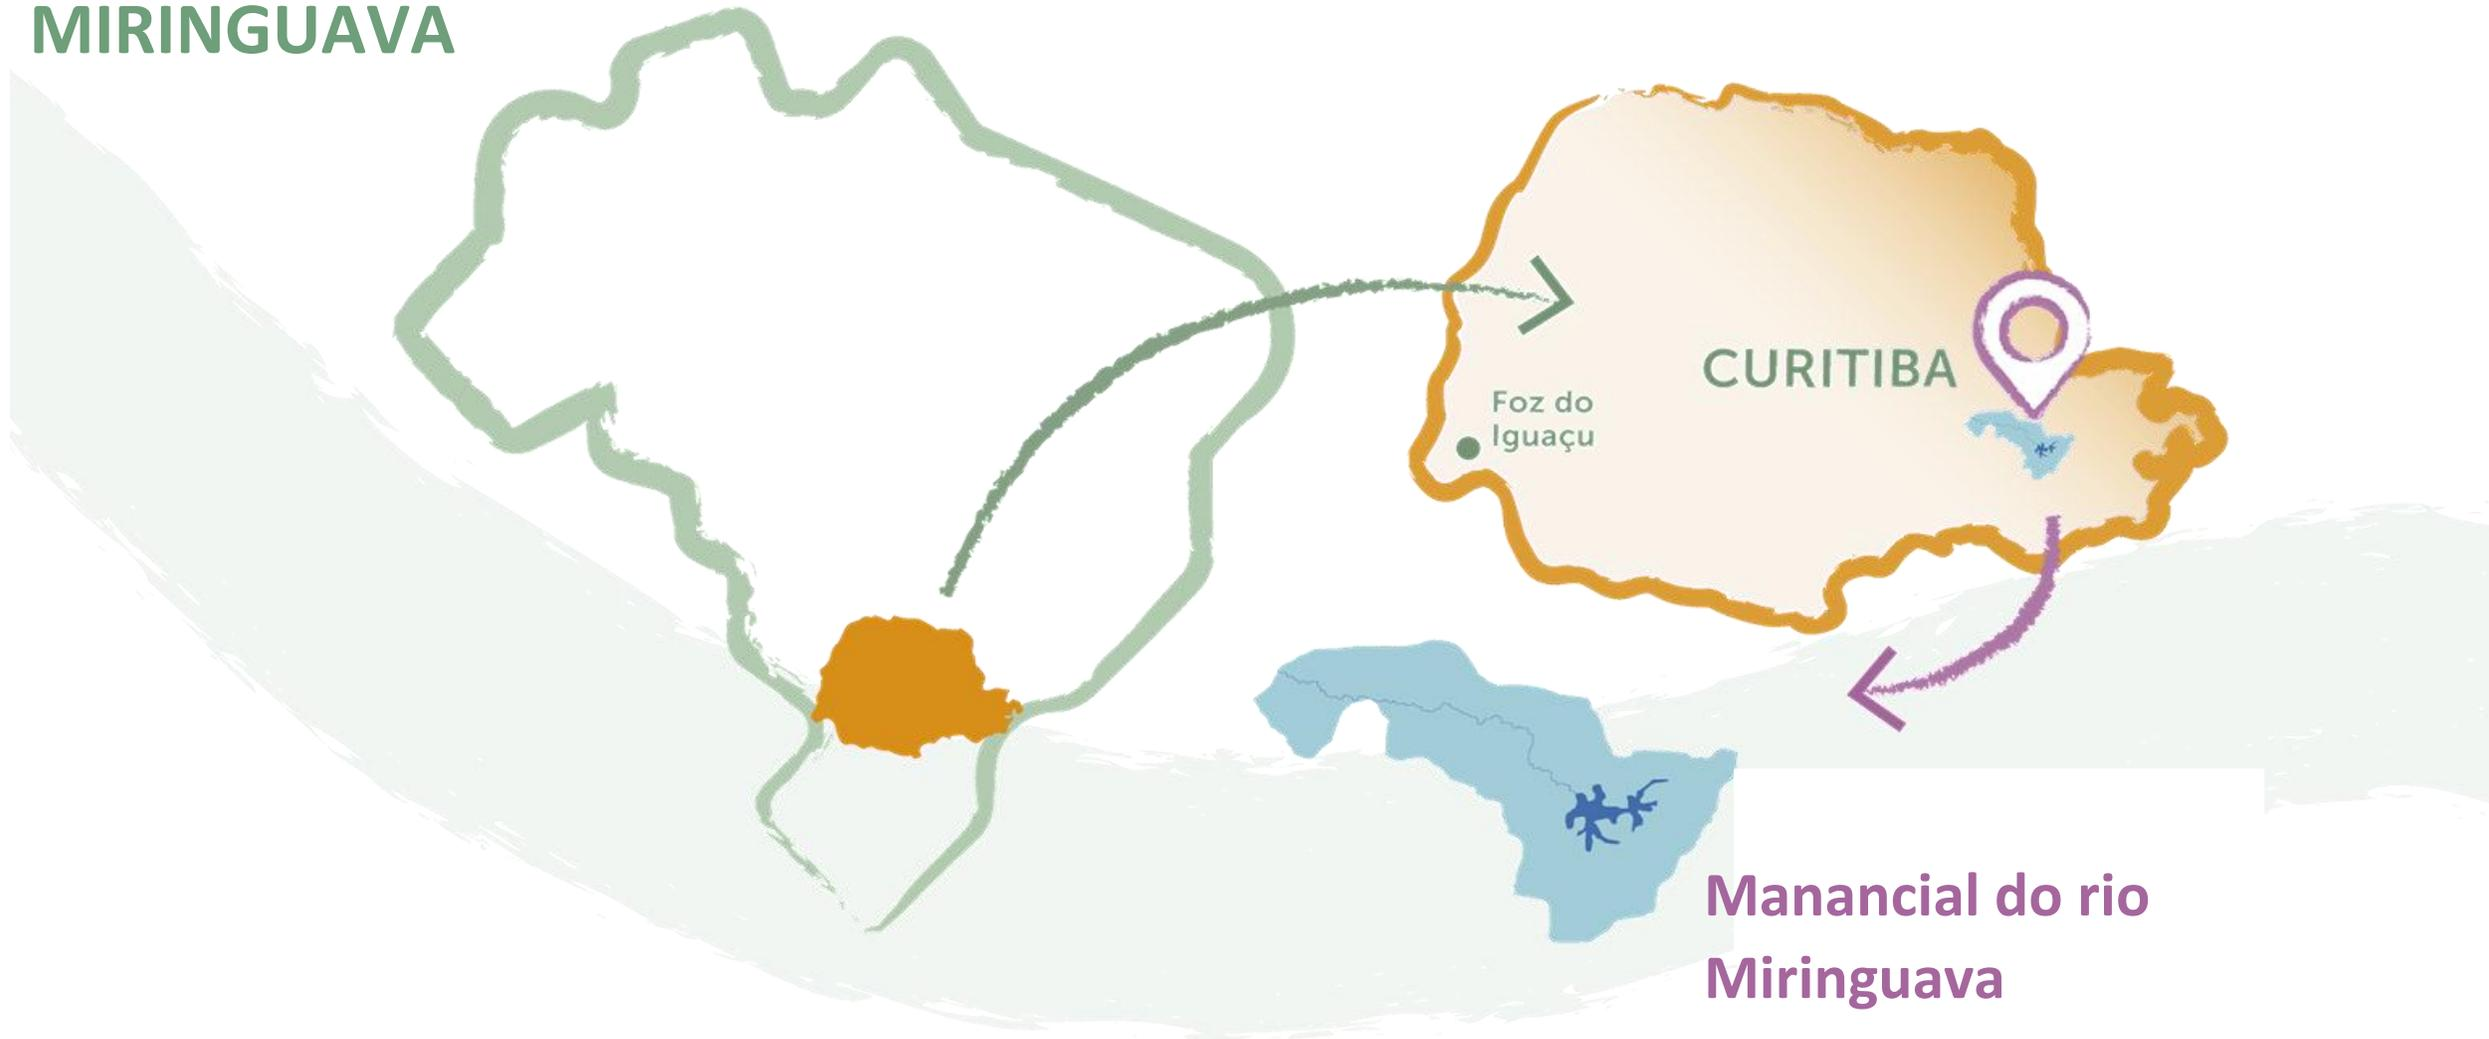 MIRINGUAVA
CURITIBA
Foz do
Iguaçu
Manancial do rio
Miringuava